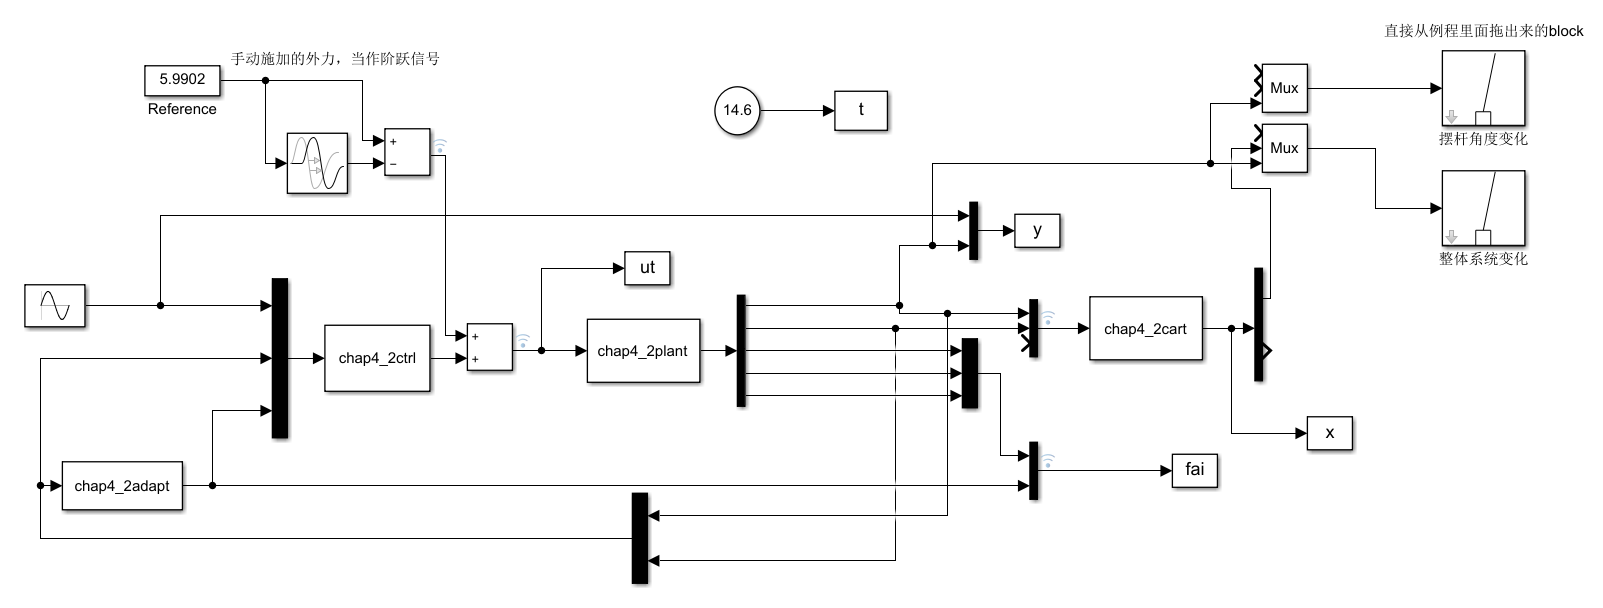 直接从例程里面拖出来的block
手动施加的外力，当作阶跃信号
5.9902
Reference
14.6
t
Mux
摆杆角度变化
+
−
Mux
整体系统变化
y
ut
+
+
chap4_2ctrl
chap4_2plant
chap4_2cart
x
chap4_2adapt
fai